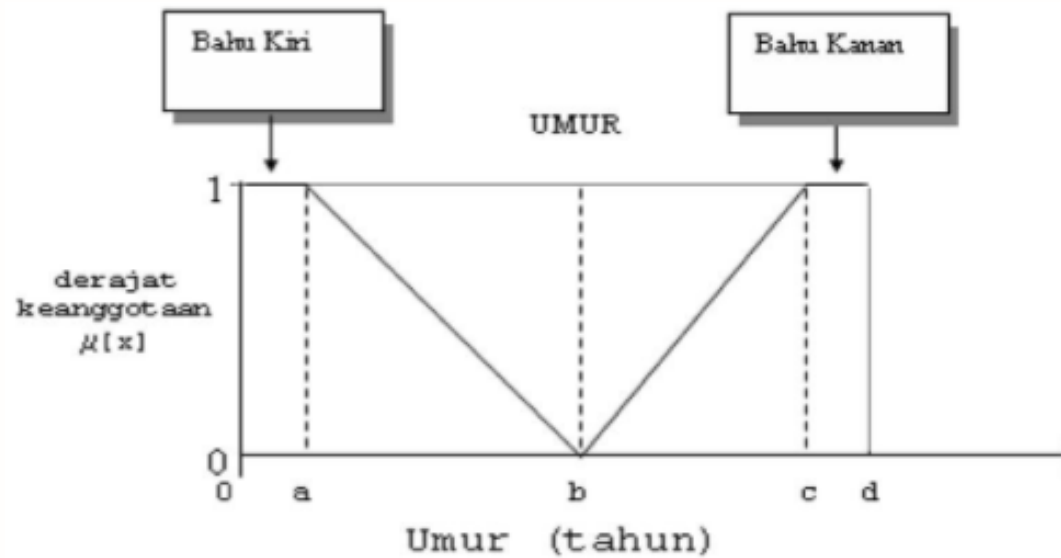 Bahu Kiri
Bahu Kanan
UMUR
1
derajat
keanggotaan
μ[x]
0
0 a b c d
Umur (tahun)